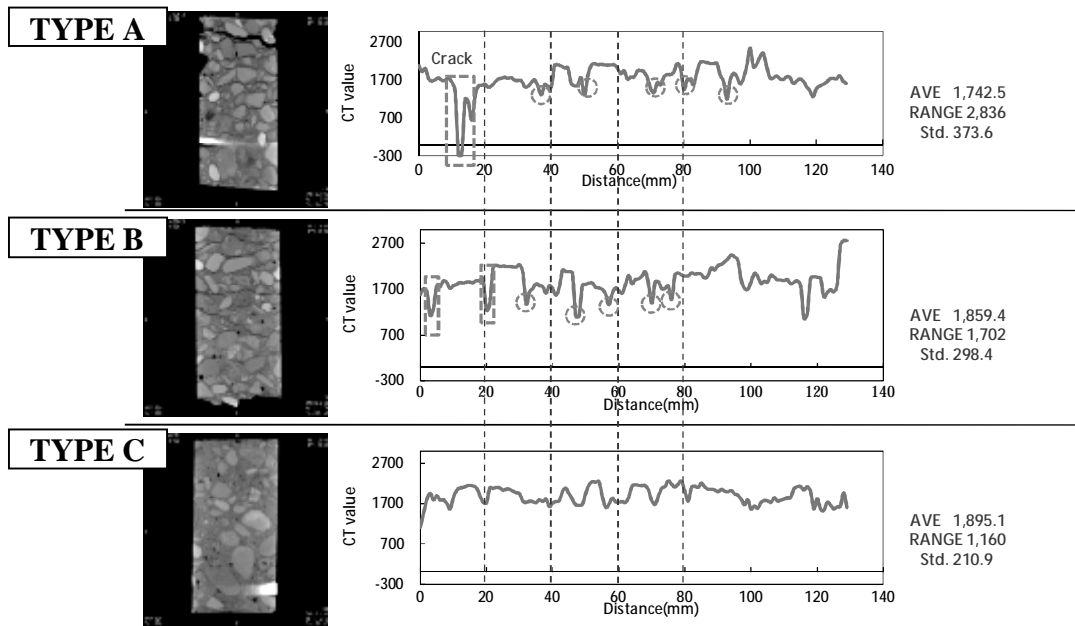 TYPE A
Crack
CT value
2700
1700
700
-300
0 20 40 60 80 100 120 140
Distance(mm)
AVE 1,742.5
RANGE 2,836
Std. 373.6
TYPE B
CT value
2700
1700
700
-300
0 20 40 60 80 100 120 140
Distance(mm)
AVE 1,859.4
RANGE 1,702
Std. 298.4
TYPE C
CT value
2700
1700
700
-300
0 20 40 60 80 100 120 140
Distance(mm)
AVE 1,895.1
RANGE 1,160
Std. 210.9